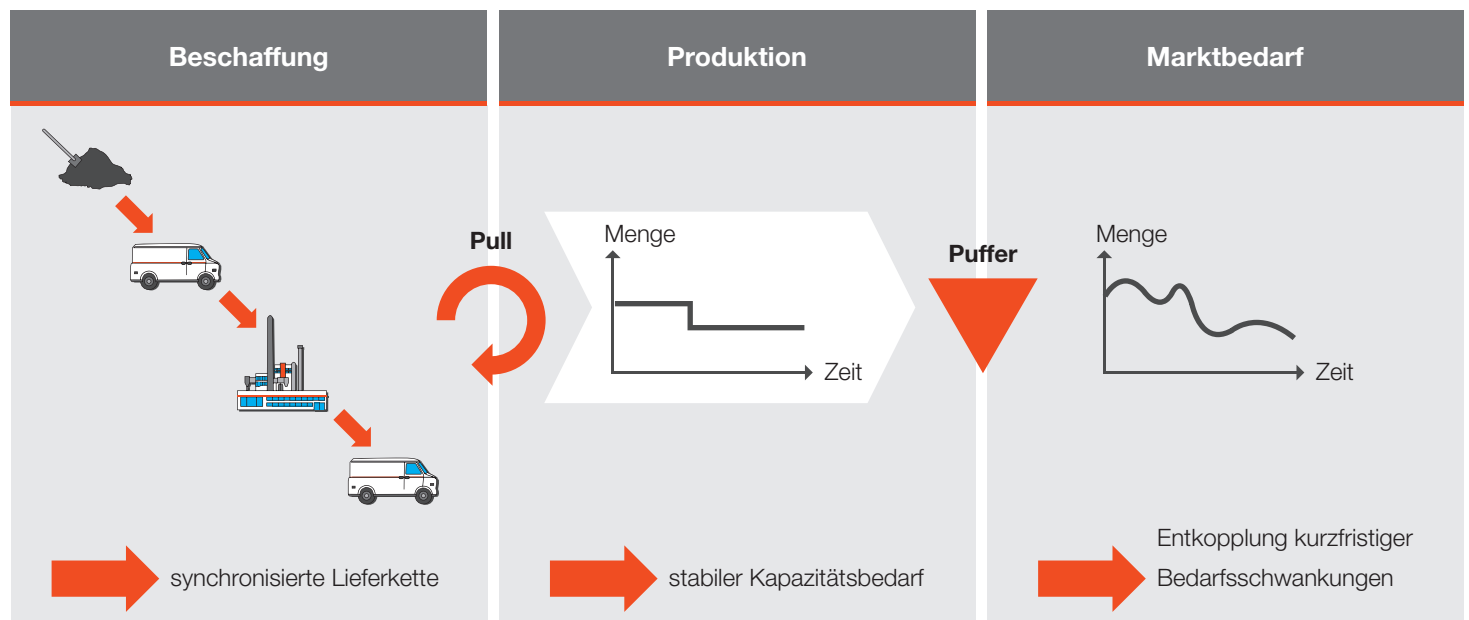 Beschaffung
Produktion
Marktbedarf
Pull
Menge
Zeit
Puffer
Menge
Zeit
synchronisierte Lieferkette
stabiler Kapazitätsbedarf
Entkopplung kurzfristiger
Bedarfsschwankungen